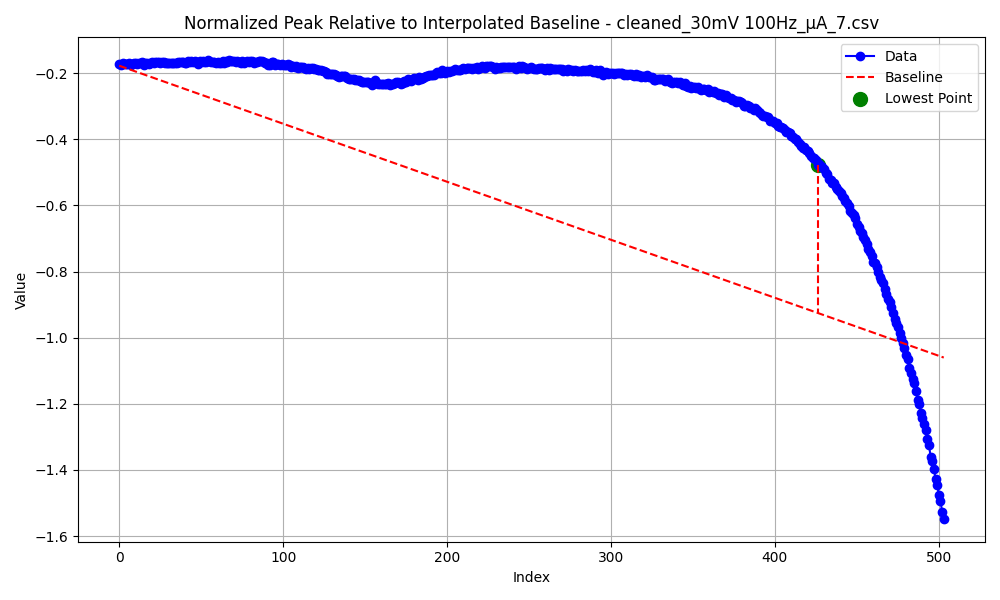 Normalized Peak Relative to Interpolated Baseline - cleaned_30mV 100Hz_μA_7.csv
Data
Baseline
Lowest Point
−0.2
−0.4
−0.6
−0.8
−1.0
−1.2
−1.4
−1.6
Value
0 100 200 300 400 500
Index